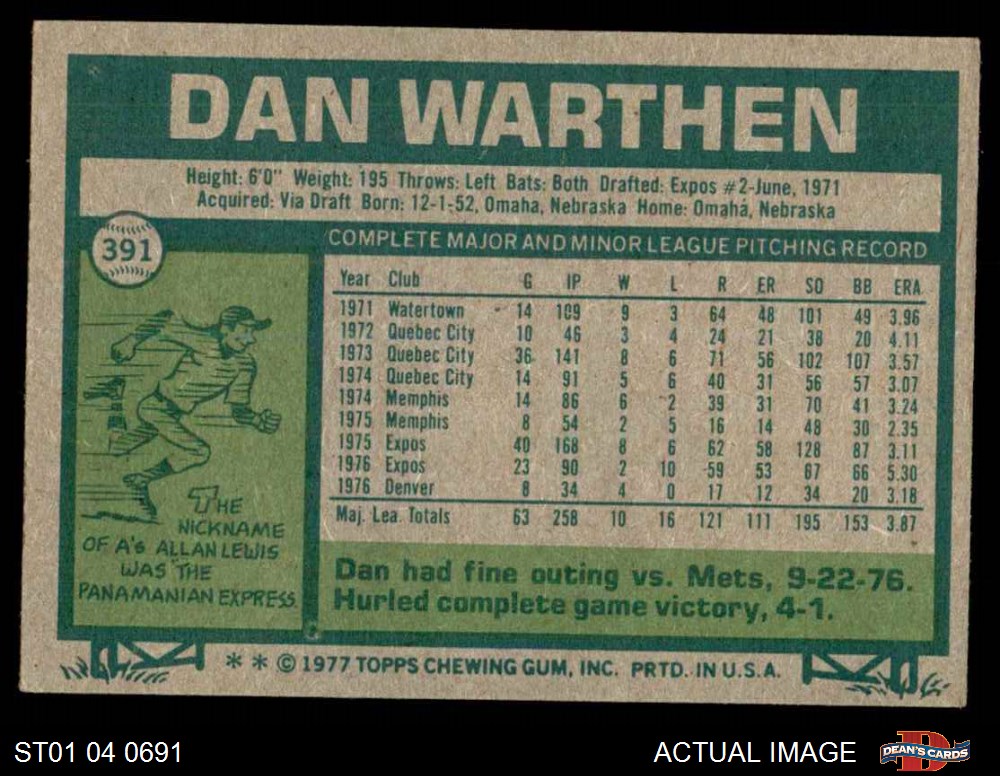 DAN WARTHEN
Height: 6'0" Weight: 195 Throws: Left Bats: Both Drafted: Expos #2-June, 1971
Acquired: Via Draft Born: 12-1-52, Omaha, Nebraska Home: Omaha, Nebraska
391
COMPLETE MAJOR AND MINOR LEAGUE PITCHING RECORD
Year Club G IP W L R ER SO BB ERA
1971 Watertown 14 109 9 3 64 48 101 49 3.96
1972 Quebec City 10 46 3 4 24 21 38 20 4.11
1973 Quebec City 36 141 8 6 71 56 102 107 3.57
1974 Quebec City 14 91 5 6 40 31 56 57 3.07
1974 Memphis 14 86 6 2 39 31 70 41 3.24
1975 Memphis 8 54 2 5 16 14 48 30 2.35
1975 Expos 40 168 8 6 62 58 128 87 3.11
1976 Expos 23 90 2 10 59 53 67 66 5.30
1976 Denver 8 34 4 0 17 12 34 20 3.18
Maj. Lea. Totals 63 258 10 16 121 111 195 153 3.87
THE
NICKNAME
OF A's ALLAN LEWIS
WAS THE
PANAMANIAN EXPRESS.
Dan had fine outing vs. Mets, 9-22-76.
Hurled complete game victory, 4-1.
* * © 1977 TOPPS CHEWING GUM, INC. PRTD. IN U.S.A.
ST01 04 0691
ACTUAL IMAGE
D
DEAN'S CARDS